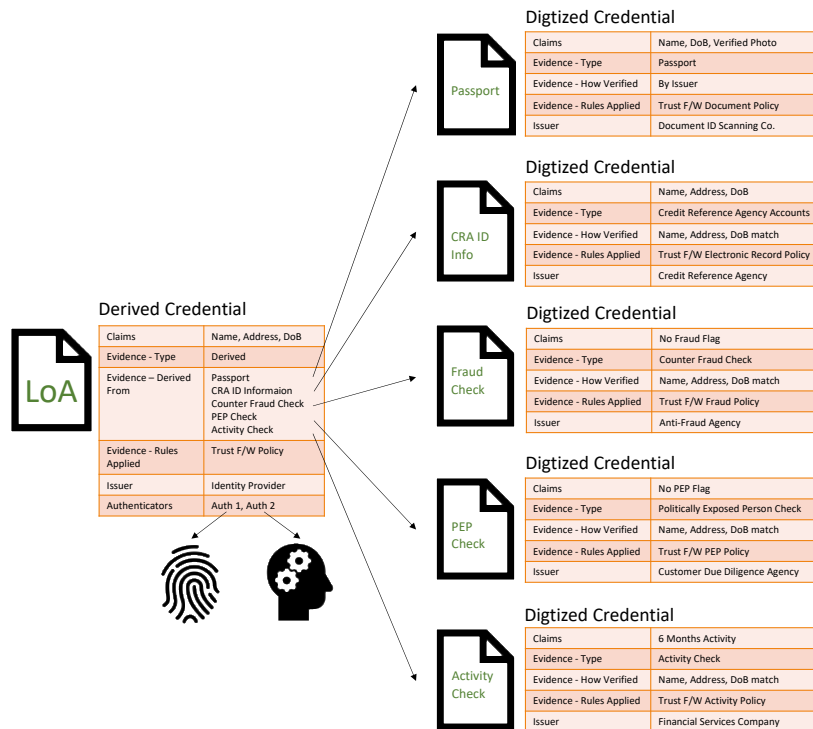 Digtized Credential
Passport
Claims Name, DoB, Verified Photo
Evidence - Type Passport
Evidence - How Verified By Issuer
Evidence - Rules Applied Trust F/W Document Policy
Issuer Document ID Scanning Co.
Digtized Credential
CRA ID
Info
Claims Name, Address, DoB
Evidence - Type Credit Reference Agency Accounts
Evidence - How Verified Name, Address, DoB match
Evidence - Rules Applied Trust F/W Electronic Record Policy
Issuer Credit Reference Agency
Derived Credential
LoA
Claims Name, Address, DoB
Evidence - Type Derived
Evidence – Derived
From
Passport
CRA ID Informaion
Counter Fraud Check
PEP Check
Activity Check
Evidence - Rules
Applied
Trust F/W Policy
Issuer Identity Provider
Authenticators Auth 1, Auth 2
Digtized Credential
Fraud
Check
Claims No Fraud Flag
Evidence - Type Counter Fraud Check
Evidence - How Verified Name, Address, DoB match
Evidence - Rules Applied Trust F/W Fraud Policy
Issuer Anti-Fraud Agency
Digtized Credential
PEP
Check
Claims No PEP Flag
Evidence - Type Politically Exposed Person Check
Evidence - How Verified Name, Address, DoB match
Evidence - Rules Applied Trust F/W PEP Policy
Issuer Customer Due Diligence Agency
Digtized Credential
Activity
Check
Claims 6 Months Activity
Evidence - Type Activity Check
Evidence - How Verified Name, Address, DoB match
Evidence - Rules Applied Trust F/W Activity Policy
Issuer Financial Services Company